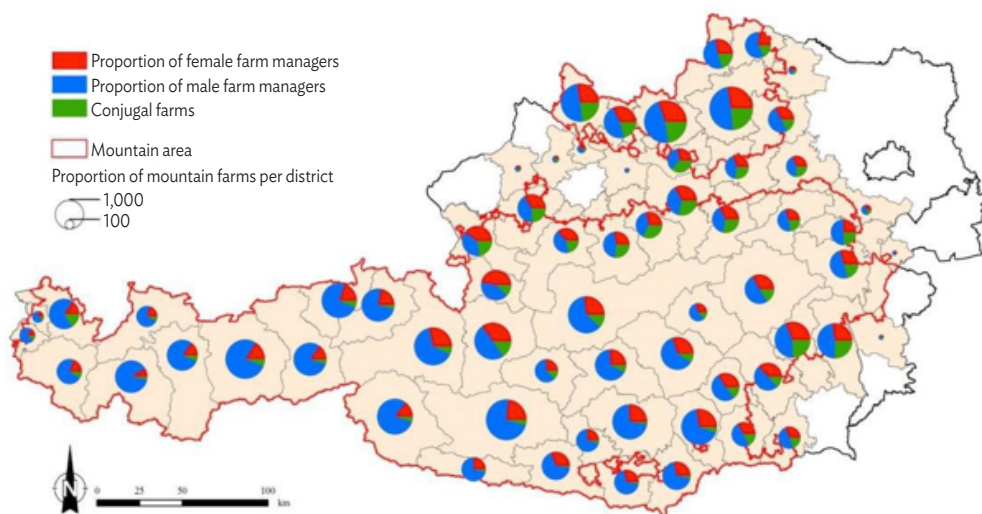 Proportion of female farm managers
Proportion of male farm managers
Conjugal farms
Mountain area
Proportion of mountain farms per district
1,000
100
N
0 25 50 100
km